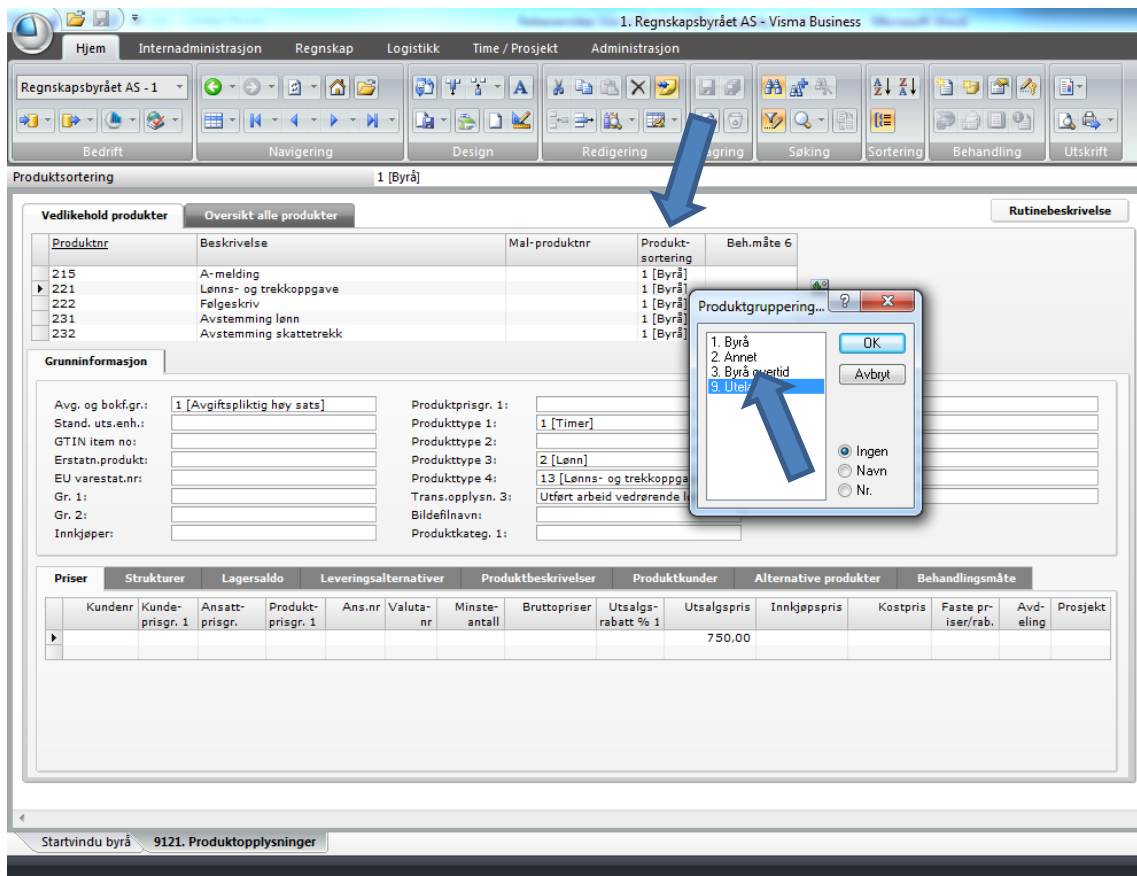 1. Regnskapsbyrået AS - Visma Business
Hjem Internadministrasjon Regnskap Logistikk Time / Prosjekt Administrasjon
Regnskapsbyrået AS - 1
Bedrift Navigering Design Redigering agring Søking Sortering Behandling Utskrift
Produktsortering 1 [Byrå]
Vedlikehold produkter Oversikt alle produkter Rutinebeskrivelse
Produktnr Beskrivelse Mal-produktnr Produkt- Beh.måte 6
sortering
215 A-melding 1 [Byrå]
221 Lønns- og trekkoppgave 1 [Byrå]
222 Følgeskriv 1 [Byrå]
231 Avstemming lønn 1 [Byrå]
232 Avstemming skattetrekk 1 [Byrå]
Produktgruppering...
1. Byrå
2. Annet
3. Byrå overtid
9. Utela
OK
Avbryt
Ingen
Navn
Nr.
Grunninformasjon
Avg. og bokf.gr.: 1 [Avgiftspliktig høy sats] Produktprisgr. 1:
Stand. uts.enh.: Produkttype 1: 1 [Timer]
GTIN item no: Produkttype 2:
Erstatn.produkt: Produkttype 3: 2 [Lønn]
EU varestat.nr: Produkttype 4: 13 [Lønns- og trekkoppga
Gr. 1: Trans.opplysn. 3: Utført arbeid vedrørende l
Gr. 2: Bildefilnavn:
Innkjøper: Produktkateg. 1:
Priser Strukturer Lagersaldo Leveringsalternativer Produktbeskrivelser Produktkunder Alternative produkter Behandlingsmåte
Kundenr Kunde- Ansatt- Produkt- Ans.nr Valuta- Minste- Bruttopriser Utsalgs- Utsalgspris Innkjøpspris Kostpris Faste pr- Avd- Prosjekt
prisgr. 1 prisgr. prisgr. 1 nr antall rabatt % 1 iser/rab. eling
750,00
Startvindu byrå 9121. Produktopplysninger